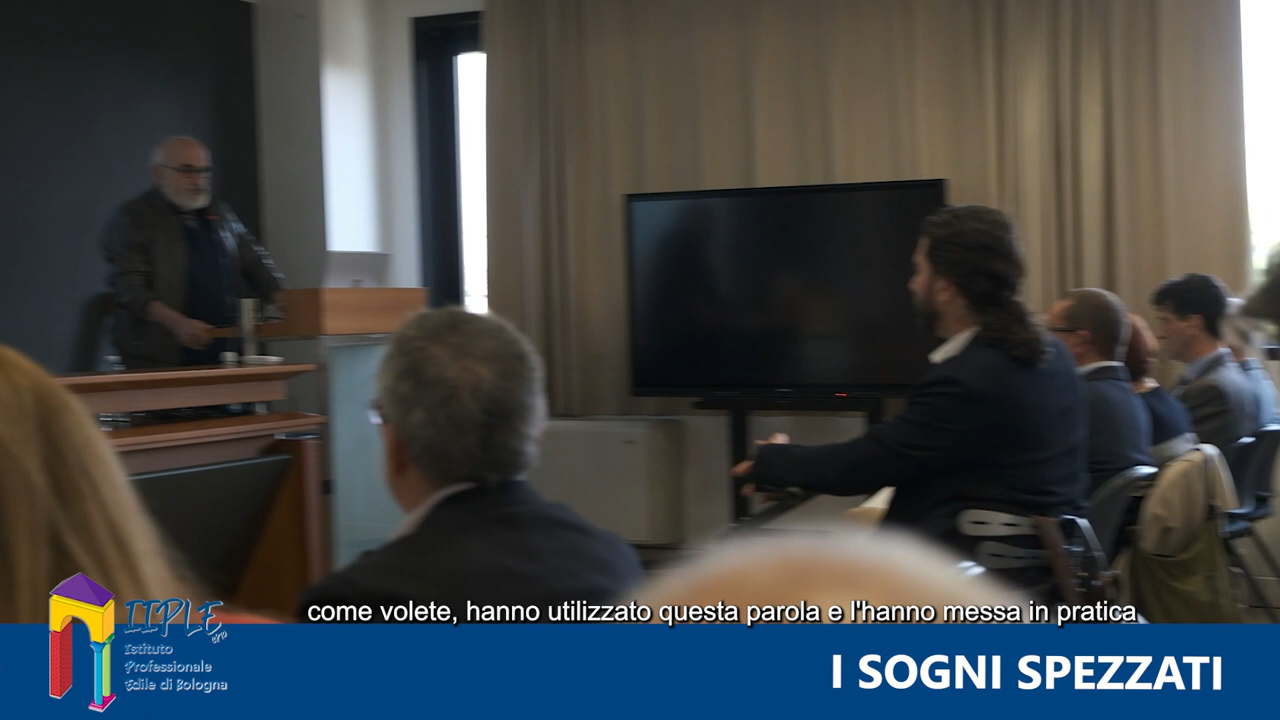 come volete, hanno utilizzato questa parola e l'hanno messa in pratica
IIPLE
Istituto
Professionale
Edile di Bologna
I SOGNI SPEZZATI